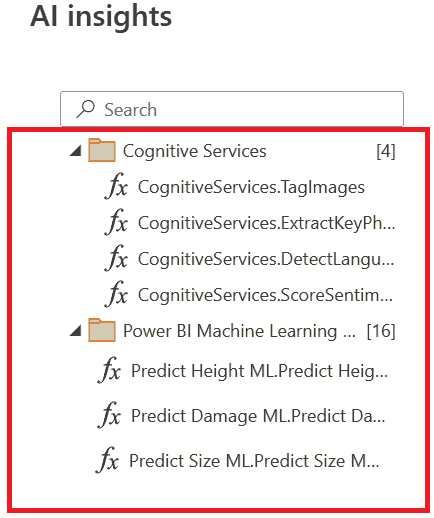 AI insights
Search
Cognitive Services [4]
fx CognitiveServices.TagImages
fx CognitiveServices.ExtractKeyPh...
fx CognitiveServices.DetectLangu...
fx CognitiveServices.ScoreSentim...
Power BI Machine Learning ... [16]
fx Predict Height ML.Predict Heig...
fx Predict Damage ML.Predict Da...
fx Predict Size ML.Predict Size M...